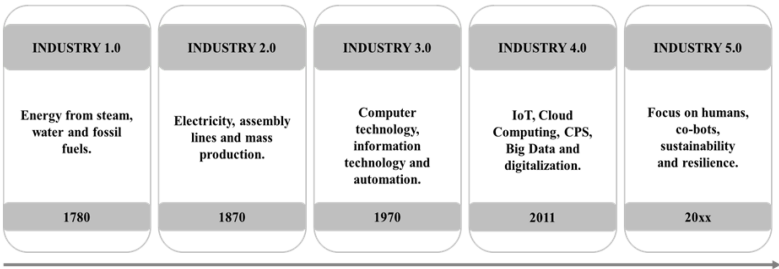 INDUSTRY 1.0
Energy from steam,
water and fossil
fuels.
1780
INDUSTRY 2.0
Electricity, assembly
lines and mass
production.
1870
INDUSTRY 3.0
Computer
technology,
information
technology and
automation.
1970
INDUSTRY 4.0
IoT, Cloud
Computing, CPS,
Big Data and
digitalization.
2011
INDUSTRY 5.0
Focus on humans,
co-bots,
sustainability
and resilience.
20xx